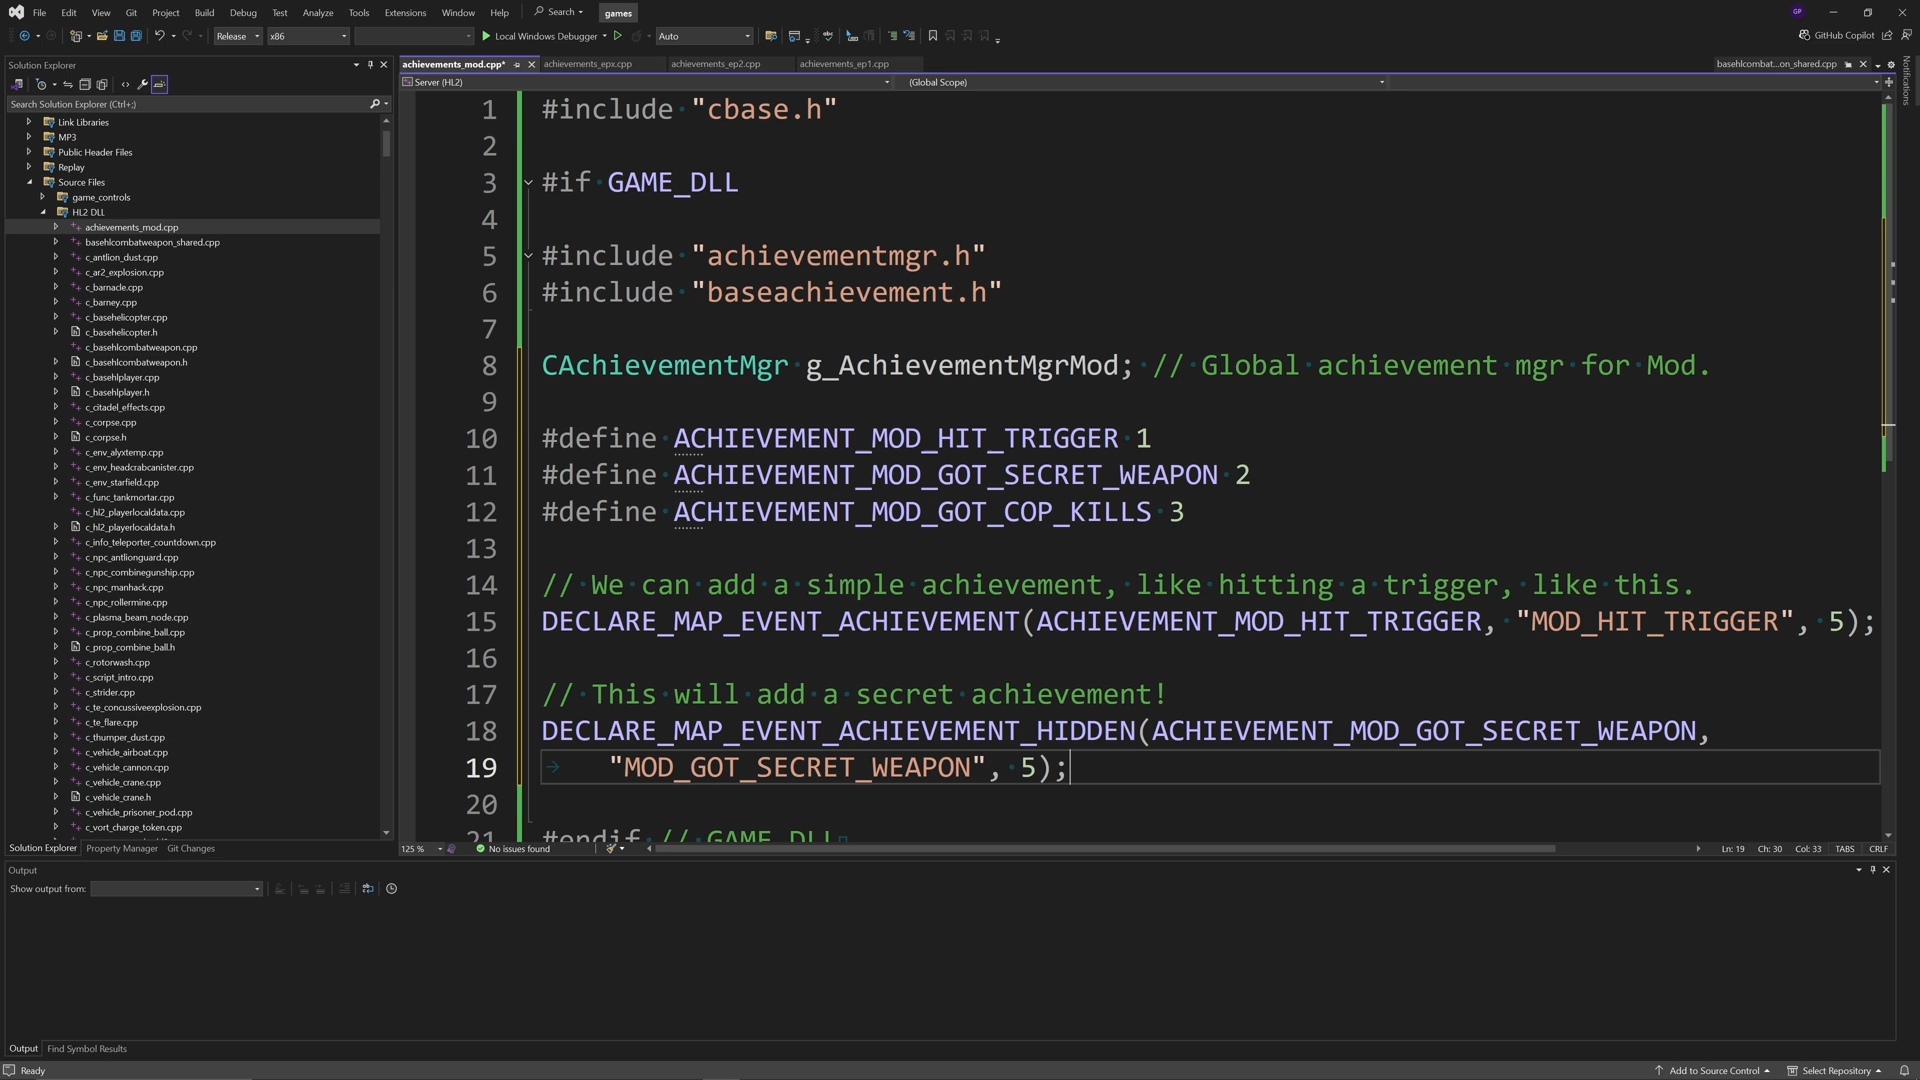 File Edit View Git Project Build Debug Test Analyze Tools Extensions Window Help Search games GP
Release x86 Local Windows Debugger Auto GitHub Copilot
Solution Explorer
Search Solution Explorer (Ctrl+;)
Link Libraries
MP3
Public Header Files
Replay
Source Files
game_controls
HL2 DLL
achievements_mod.cpp
basehlcombatweapon_shared.cpp
c_antlion_dust.cpp
c_ar2_explosion.cpp
c_barnacle.cpp
c_barney.cpp
c_basehelicopter.cpp
c_basehelicopter.h
c_basehlcombatweapon.cpp
c_basehlcombatweapon.h
c_basehlplayer.cpp
c_basehlplayer.h
c_citadel_effects.cpp
c_corpse.cpp
c_corpse.h
c_env_alyxtemp.cpp
c_env_headcrabcanister.cpp
c_env_starfield.cpp
c_func_tankmortar.cpp
c_hl2_playerlocaldata.cpp
c_hl2_playerlocaldata.h
c_info_teleporter_countdown.cpp
c_npc_antlionguard.cpp
c_npc_combinegunship.cpp
c_npc_manhack.cpp
c_npc_rollermine.cpp
c_plasma_beam_node.cpp
c_prop_combine_ball.cpp
c_prop_combine_ball.h
c_rotorwash.cpp
c_script_intro.cpp
c_strider.cpp
c_te_concussiveexplosion.cpp
c_te_flare.cpp
c_thumper_dust.cpp
c_vehicle_airboat.cpp
c_vehicle_cannon.cpp
c_vehicle_crane.cpp
c_vehicle_crane.h
c_vehicle_prisoner_pod.cpp
c_vort_charge_token.cpp
Solution Explorer Property Manager Git Changes
achievements_mod.cpp* achievements_epx.cpp achievements_ep2.cpp achievements_ep1.cpp basehlcombat...on_shared.cpp
Server (HL2) (Global Scope)
1 #include "cbase.h"
2
3 #if GAME_DLL
4
5 #include "achievementmgr.h"
6 #include "baseachievement.h"
7
8 CAchievementMgr g_AchievementMgrMod; // Global achievement mgr for Mod.
9
10 #define ACHIEVEMENT_MOD_HIT_TRIGGER 1
11 #define ACHIEVEMENT_MOD_GOT_SECRET_WEAPON 2
12 #define ACHIEVEMENT_MOD_GOT_COP_KILLS 3
13
14 // We can add a simple achievement, like hitting a trigger, like this.
15 DECLARE_MAP_EVENT_ACHIEVEMENT(ACHIEVEMENT_MOD_HIT_TRIGGER, "MOD_HIT_TRIGGER", 5);
16
17 // This will add a secret achievement!
18 DECLARE_MAP_EVENT_ACHIEVEMENT_HIDDEN(ACHIEVEMENT_MOD_GOT_SECRET_WEAPON,
19 "MOD_GOT_SECRET_WEAPON", 5);
20
21 #endif // GAME_DLL
125 % No issues found Ln: 19 Ch: 30 Col: 33 TABS CRLF
Notifications
Output
Show output from:
Output Find Symbol Results
Ready Add to Source Control Select Repository